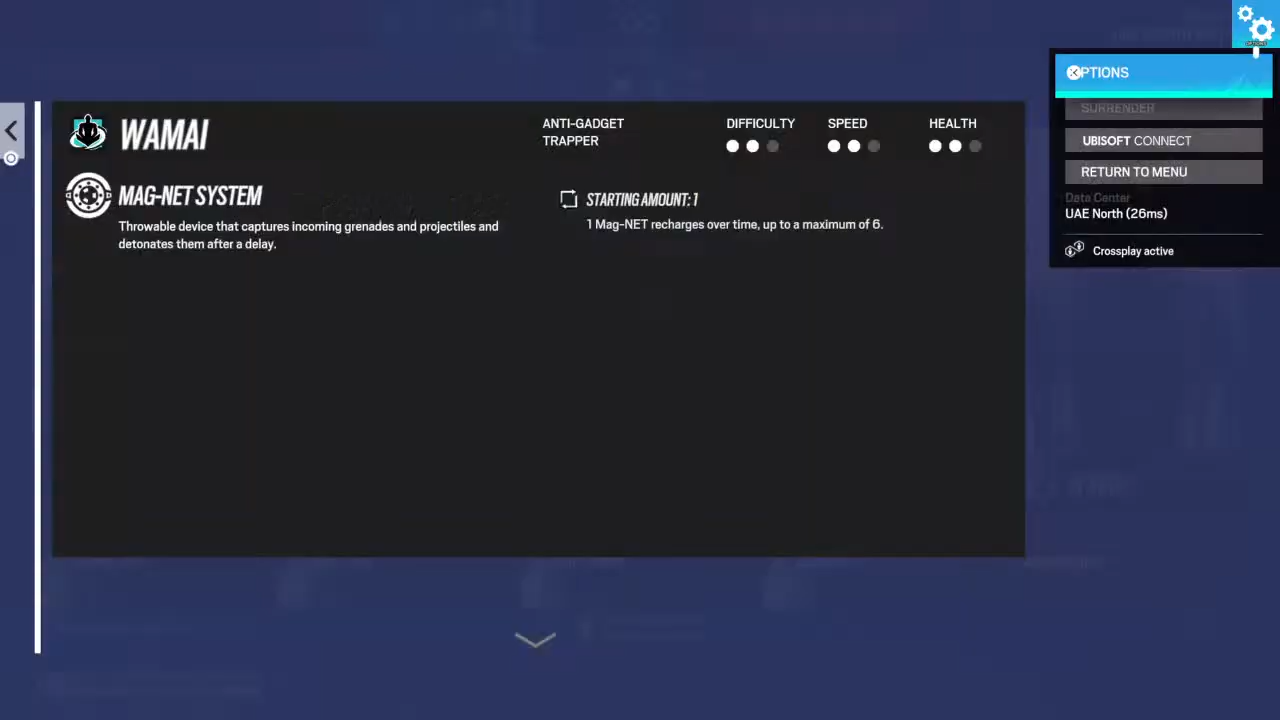 OPTIONS
PTIONS
SURRENDER
UBISOFT CONNECT
RETURN TO MENU
Data Center
UAE North (26ms)
Crossplay active
WAMAI
ANTI-GADGET
TRAPPER
DIFFICULTY
SPEED
HEALTH
MAG-NET SYSTEM
Throwable device that captures incoming grenades and projectiles and
detonates them after a delay.
STARTING AMOUNT: 1
1 Mag-NET recharges over time, up to a maximum of 6.